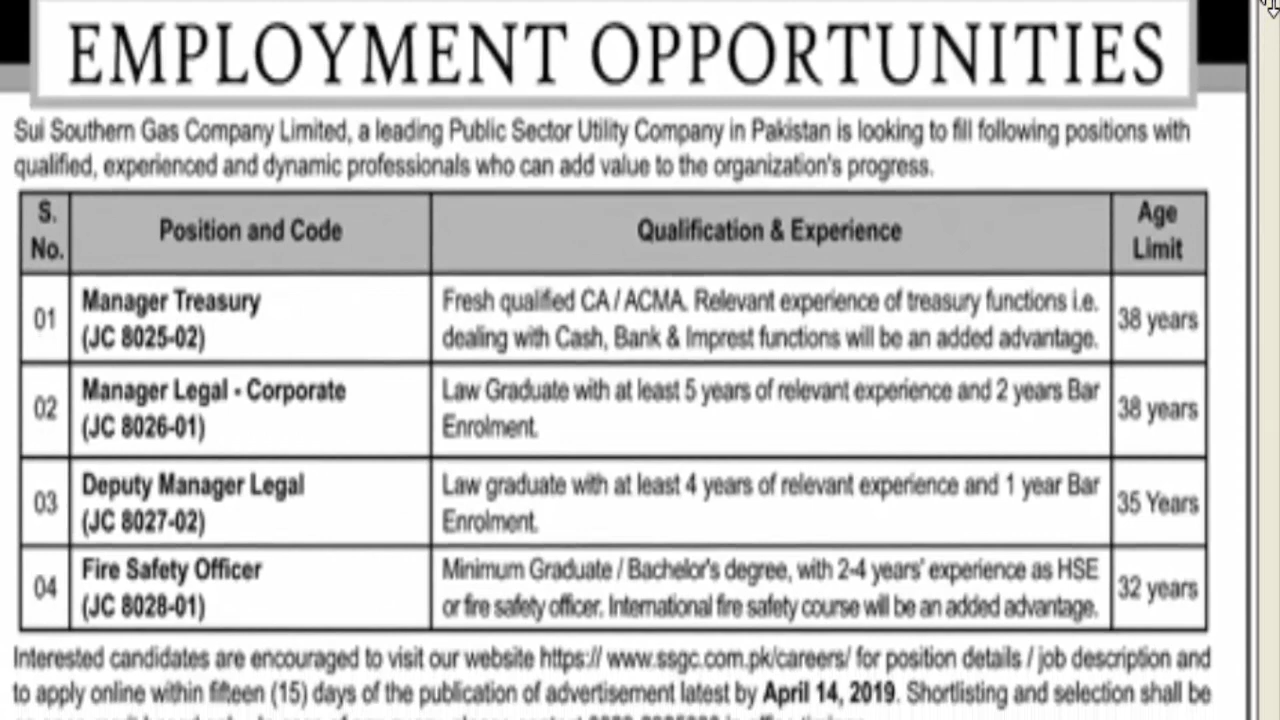 EMPLOYMENT OPPORTUNITIES
Sui Southern Gas Company Limited, a leading Public Sector Utility Company in Pakistan is looking to fill following positions with
qualified, experienced and dynamic professionals who can add value to the organization's progress.
S. No. Position and Code Qualification & Experience Age Limit
01 Manager Treasury Fresh qualified CA / ACMA. Relevant experience of treasury functions i.e. 38 years
(JC 8025-02) dealing with Cash, Bank & Imprest functions will be an added advantage.
02 Manager Legal - Corporate Law Graduate with at least 5 years of relevant experience and 2 years Bar 38 years
(JC 8026-01) Enrolment.
03 Deputy Manager Legal Law graduate with at least 4 years of relevant experience and 1 year Bar 35 Years
(JC 8027-02) Enrolment.
04 Fire Safety Officer Minimum Graduate / Bachelor's degree, with 2-4 years' experience as HSE 32 years
(JC 8028-01) or fire safety officer. International fire safety course will be an added advantage.
Interested candidates are encouraged to visit our website https:// www.ssgc.com.pk/careers/ for position details / job description and
to apply online within fifteen (15) days of the publication of advertisement latest by April 14, 2019. Shortlisting and selection shall be